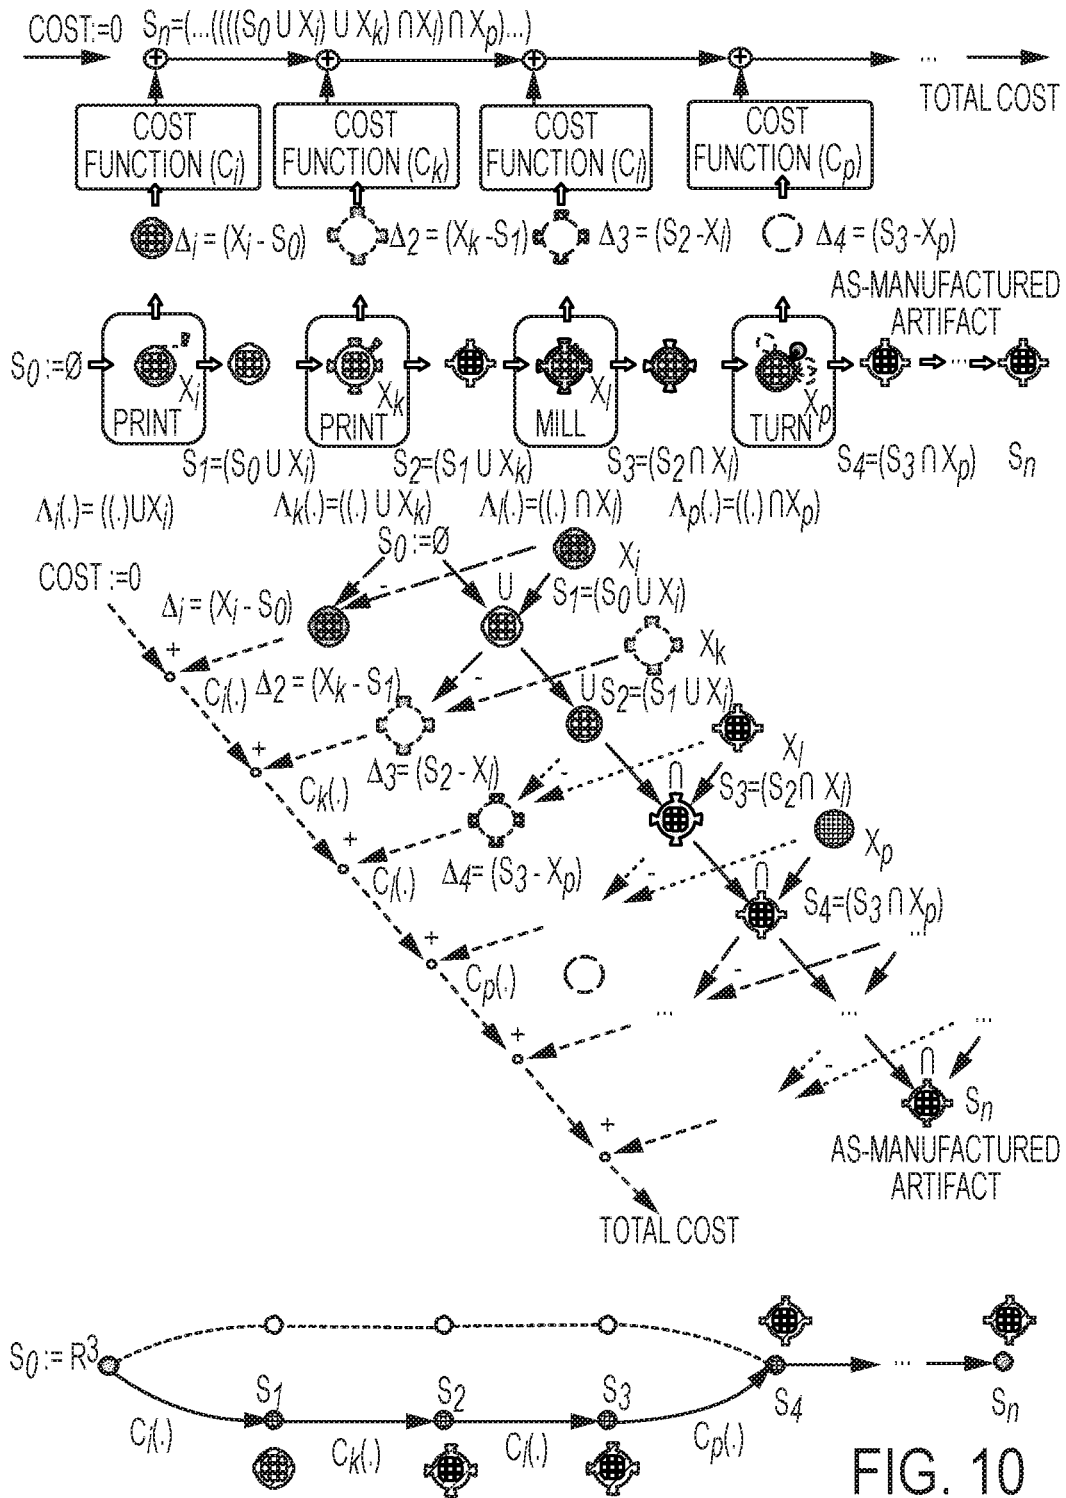 COST:=0 Sn=(...((((S0 ∪ Xi) ∪ Xk) ∩ Xl) ∩ Xp)...)
... TOTAL COST
COST FUNCTION (Ci)
COST FUNCTION (Ck)
COST FUNCTION (Cl)
COST FUNCTION (Cp)
Δi = (Xi - S0)
Δ2 = (Xk - S1)
Δ3 = (S2 - Xl)
Δ4 = (S3 - Xp)
AS-MANUFACTURED
ARTIFACT
S0 := Ø
Xi
PRINT
Xk
PRINT
Xl
MILL
Xp
TURN
...
S1=(S0 ∪ Xi)
S2=(S1 ∪ Xk)
S3=(S2 ∩ Xl)
S4=(S3 ∩ Xp)
Sn
Λi(.) = ((.) ∪ Xi)
Λk(.)=((.) ∪ Xk)
Λl(.)=((.) ∩ Xl)
Λp(.)=((.) ∩ Xp)
S0 :=Ø
Xi
COST :=0
-
∪
S1=(S0 ∪ Xi)
Δi = (Xi - S0)
+
Xk
Ci(.)
Δ2 = (Xk - S1)
-
∪
S2=(S1 ∪ Xi)
+
Xl
Ck(.)
Δ3 = (S2 - Xl)
-
∩
S3=(S2 ∩ Xl)
+
Xp
Cl(.)
Δ4 = (S3 - Xp)
-
∩
S4=(S3 ∩ Xp)
+
...
Cp(.)
-
...
...
...
+
-
∩
Sn
+
AS-MANUFACTURED
ARTIFACT
TOTAL COST
S0 := R3
S1
S2
S3
S4
...
Sn
Ci(.)
Ck(.)
Cl(.)
Cp(.)
FIG. 10